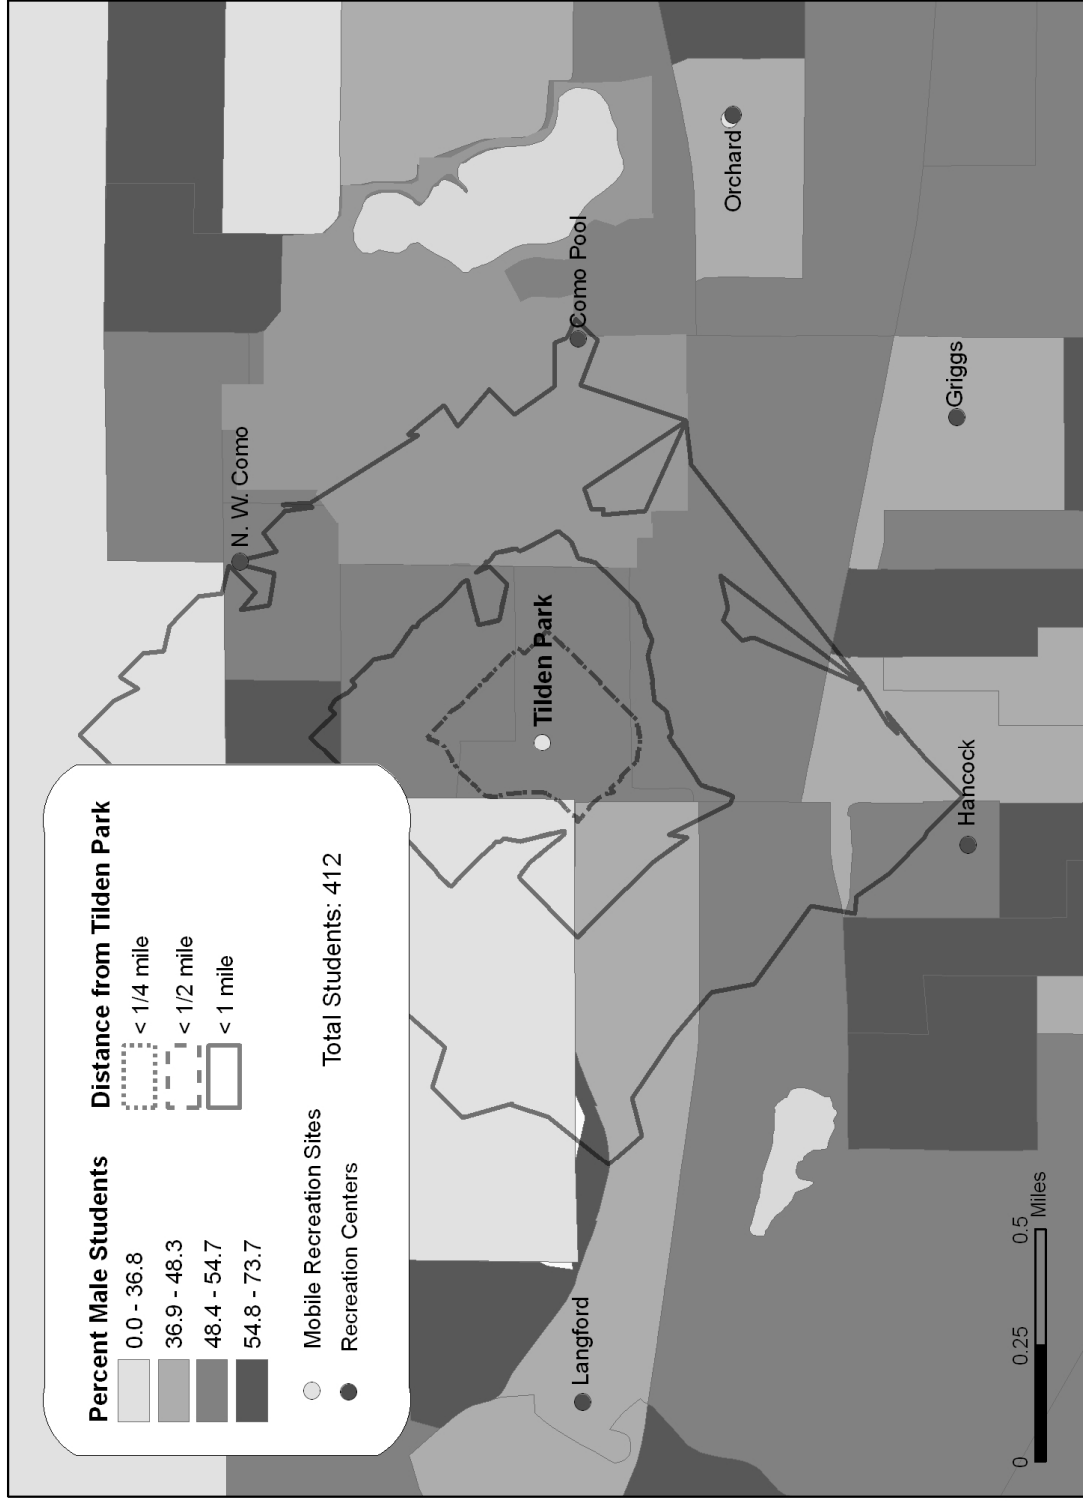 Percent Male Students
0.0 - 36.8
36.9 - 48.3
48.4 - 54.7
54.8 - 73.7
Distance from Tilden Park
< 1/4 mile
< 1/2 mile
< 1 mile
Mobile Recreation Sites
Recreation Centers
Total Students: 412
N. W. Como
Tilden Park
Como Pool
Langford
Orchard
Hancock
Griggs
0 0.25 0.5
Miles